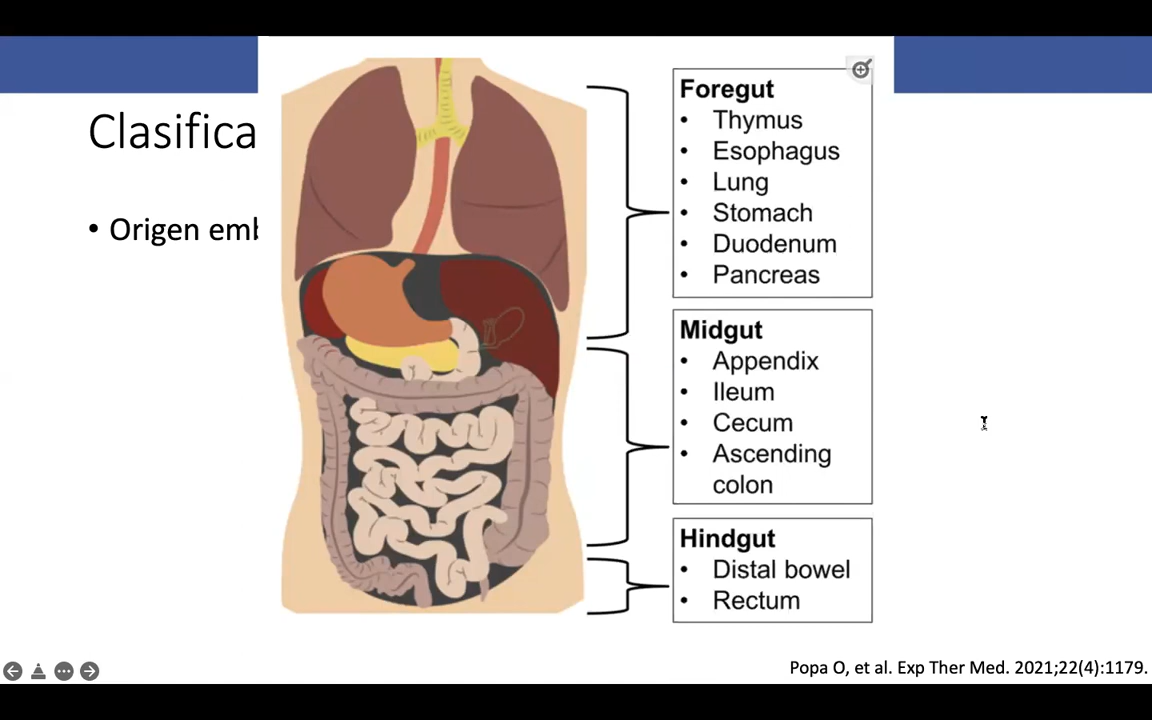 Clasifica
• Origen emb
Foregut
• Thymus
• Esophagus
• Lung
• Stomach
• Duodenum
• Pancreas
Midgut
• Appendix
• Ileum
• Cecum
• Ascending
colon
Hindgut
• Distal bowel
• Rectum
Popa O, et al. Exp Ther Med. 2021;22(4):1179.